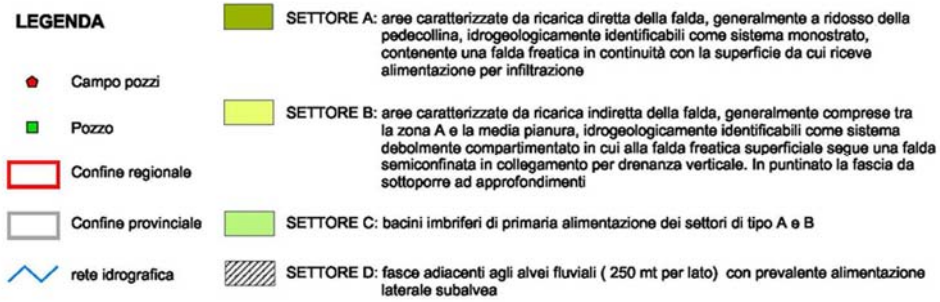 LEGENDA
Campo pozzi
Pozzo
Confine regionale
Confine provinciale
rete idrografica
SETTORE A: aree caratterizzate da ricarica diretta della falda, generalmente a ridosso della
pedecollina, idrogeologicamente identificabili come sistema monostrato,
contenente una falda freatica in continuità con la superficie da cui riceve
alimentazione per infiltrazione
SETTORE B: aree caratterizzate da ricarica indiretta della falda, generalmente comprese tra
la zona A e la media pianura, idrogeologicamente identificabili come sistema
debolmente compartimentato in cui alla falda freatica superficiale segue una falda
semiconfinata in collegamento per drenanza verticale. In puntinato la fascia da
sottoporre ad approfondimenti
SETTORE C: bacini imbriferi di primaria alimentazione dei settori di tipo A e B
SETTORE D: fasce adiacenti agli alvei fluviali ( 250 mt per lato) con prevalente alimentazione
laterale subalvea